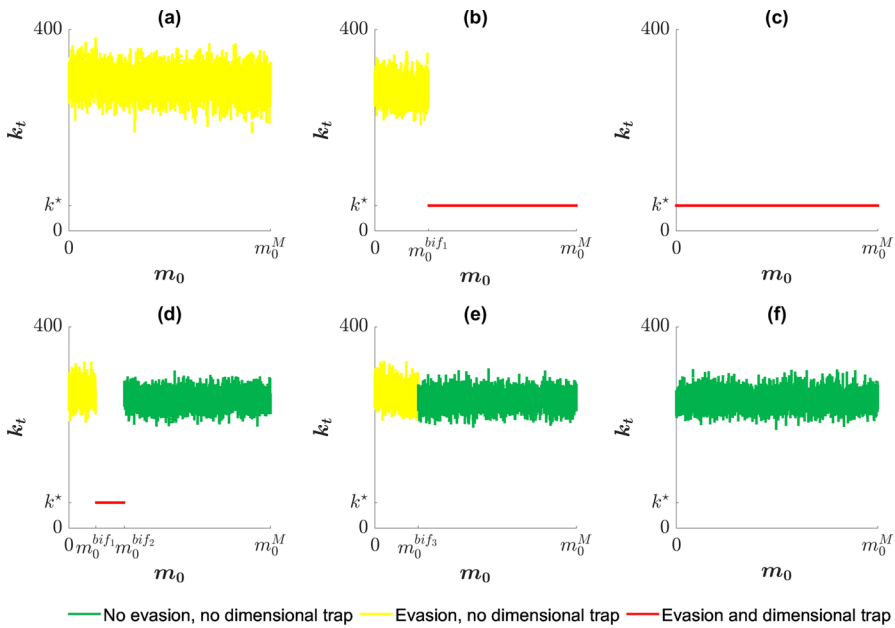 (a) (b) (c)
400 400 400
k_t k_t k_t
k⋆ k⋆ k⋆
0 0 0
0 m_0^M 0 m_0^{bif_1} m_0^M 0 m_0^M
m_0 m_0 m_0
(d) (e) (f)
400 400 400
k_t k_t k_t
k⋆ k⋆ k⋆
0 0 0
0 m_0^{bif_1} m_0^{bif_2} m_0^M 0 m_0^{bif_3} m_0^M 0 m_0^M
m_0 m_0 m_0
No evasion, no dimensional trap Evasion, no dimensional trap Evasion and dimensional trap